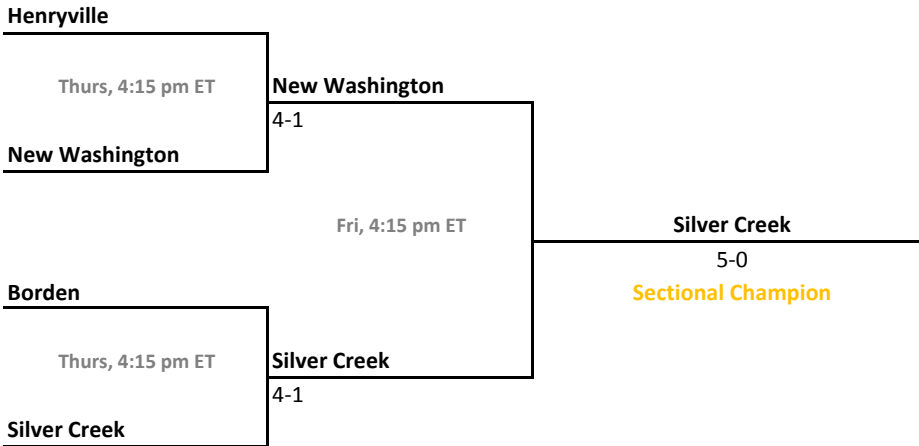 Henryville
Thurs, 4:15 pm ET
New Washington
4-1
New Washington
Fri, 4:15 pm ET
Silver Creek
5-0
Sectional Champion
Borden
Thurs, 4:15 pm ET
Silver Creek
4-1
Silver Creek